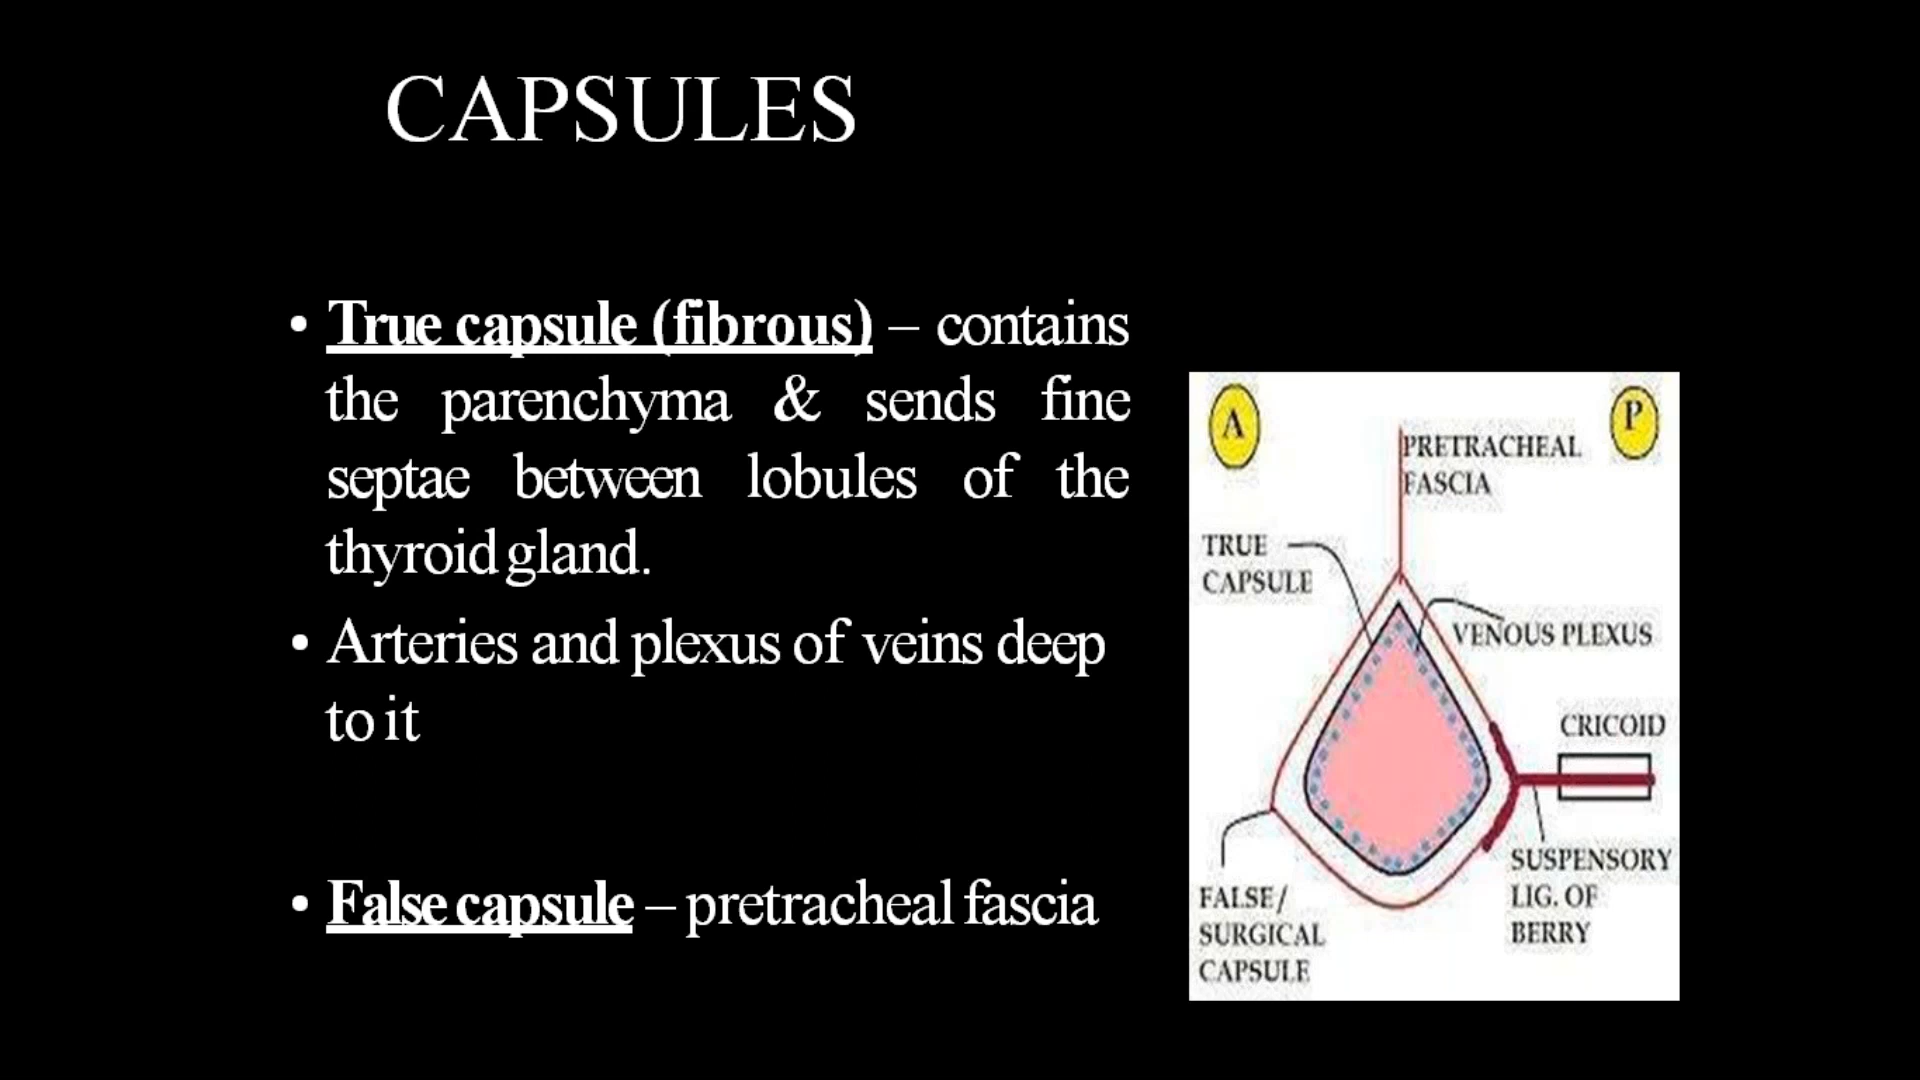 CAPSULES
• True capsule (fibrous) – contains
the parenchyma & sends fine
septae between lobules of the
thyroid gland.
• Arteries and plexus of veins deep
to it
• False capsule – pretracheal fascia
A
P
PRETRACHEAL
FASCIA
TRUE
CAPSULE
VENOUS PLEXUS
CRICOID
SUSPENSORY
LIG. OF
BERRY
FALSE/
SURGICAL
CAPSULE